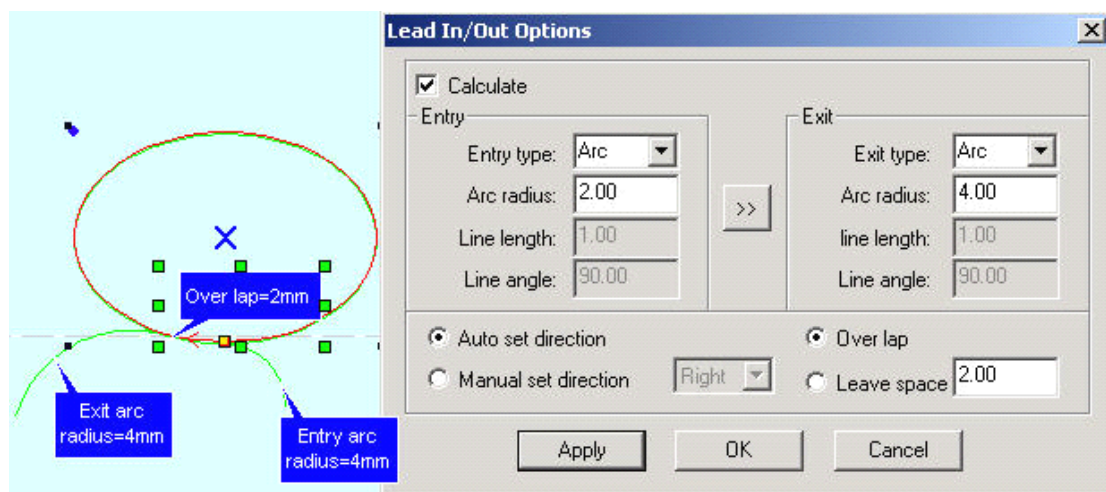 Lead In/Out Options
Calculate
Entry
Exit
Entry type: Arc
Exit type: Arc
Arc radius: 2.00
Arc radius: 4.00
>>
Line length: 1.00
line length: 1.00
Line angle: 90.00
Line angle: 90.00
Auto set direction
Over lap
Manual set direction Right
Leave space 2.00
Apply
OK
Cancel
Over lap=2mm
Exit arc
radius=4mm
Entry arc
radius=4mm